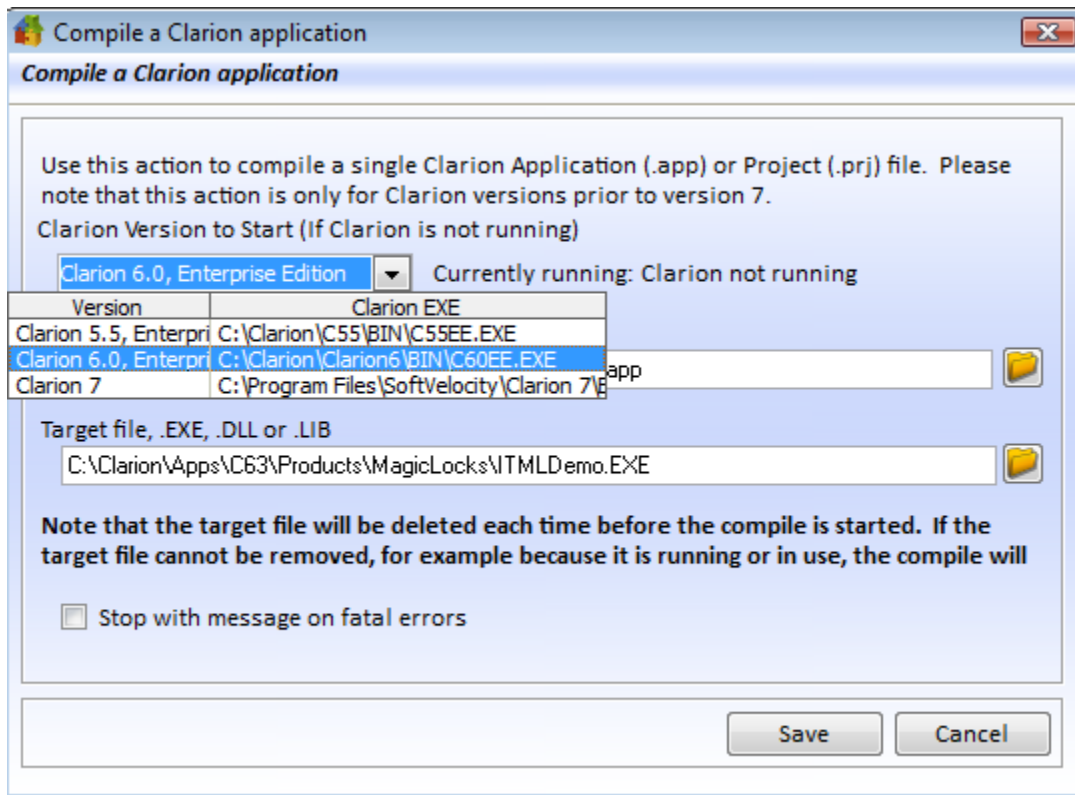 Compile a Clarion application
Compile a Clarion application
Use this action to compile a single Clarion Application (.app) or Project (.prj) file.  Please
note that this action is only for Clarion versions prior to version 7.
Clarion Version to Start (If Clarion is not running)
Clarion 6.0, Enterprise Edition Currently running: Clarion not running
Version Clarion EXE
Clarion 5.5, Enterpri C:\Clarion\C55\BIN\C55EE.EXE
Clarion 6.0, Enterpri C:\Clarion\Clarion6\BIN\C60EE.EXE
app
Clarion 7 C:\Program Files\SoftVelocity\Clarion 7\
Target file, .EXE, .DLL or .LIB
C:\Clarion\Apps\C63\Products\MagicLocks\ITMLDemo.EXE
Note that the target file will be deleted each time before the compile is started.  If the
target file cannot be removed, for example because it is running or in use, the compile will
Stop with message on fatal errors
Save Cancel